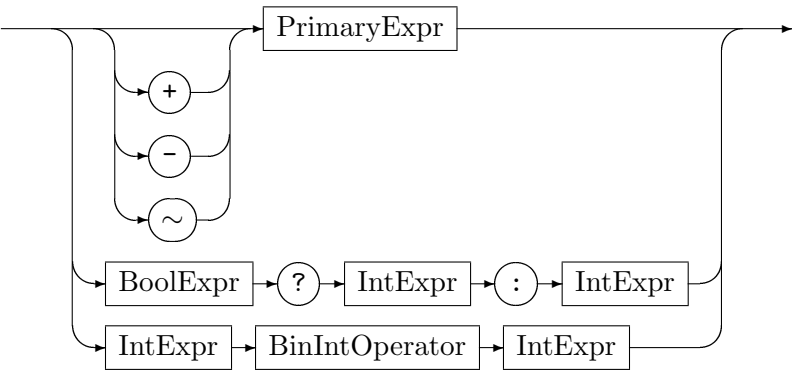 PrimaryExpr
+
-
~
BoolExpr ? IntExpr : IntExpr
IntExpr BinIntOperator IntExpr